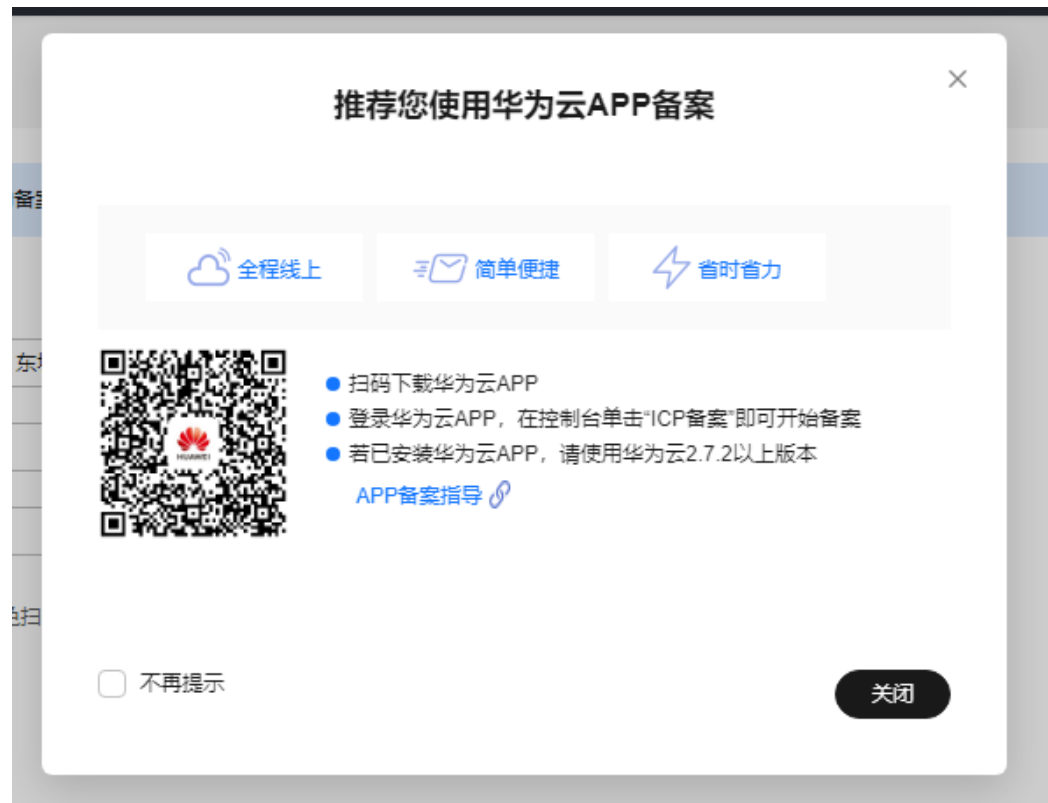 推荐您使用华为云APP备案
备案
全程线上
简单便捷
省时省力
东
HUAWEI
扫码下载华为云APP
登录华为云APP，在控制台单击“ICP备案”即可开始备案
若已安装华为云APP，请使用华为云2.7.2以上版本
APP备案指导
扫
不再提示
关闭